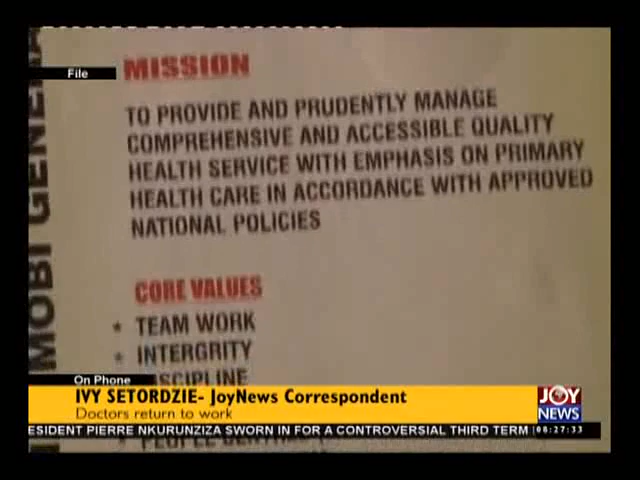 File
MISSION
TO PROVIDE AND PRUDENTLY MANAGE
COMPREHENSIVE AND ACCESSIBLE QUALITY
HEALTH SERVICE WITH EMPHASIS ON PRIMARY
HEALTH CARE IN ACCORDANCE WITH APPROVED
NATIONAL POLICIES
MOBI
CORE VALUES
* TEAM WORK
* INTERGRITY
On Phone
IVY SETORDZIE- JoyNews Correspondent
Doctors return to work
JOY
NEWS
PIERRE NKURUNZIZA SWORN IN FOR A CONTROVERSIAL THIRD TERM
08:27:33